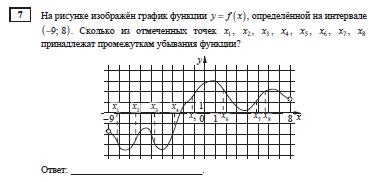 7
На рисунке изображён график функции y = f(x), определённой на интервале
(−9; 8). Сколько из отмеченных точек x₁, x₂, x₃, x₄, x₅, x₆, x₇, x₈
принадлежат промежуткам убывания функции?
y
x₁ x₂ x₃ x₄ 1
−9 x₅ 0 1 x₆ x₇ x₈ 8 x
Ответ: ___________________________.